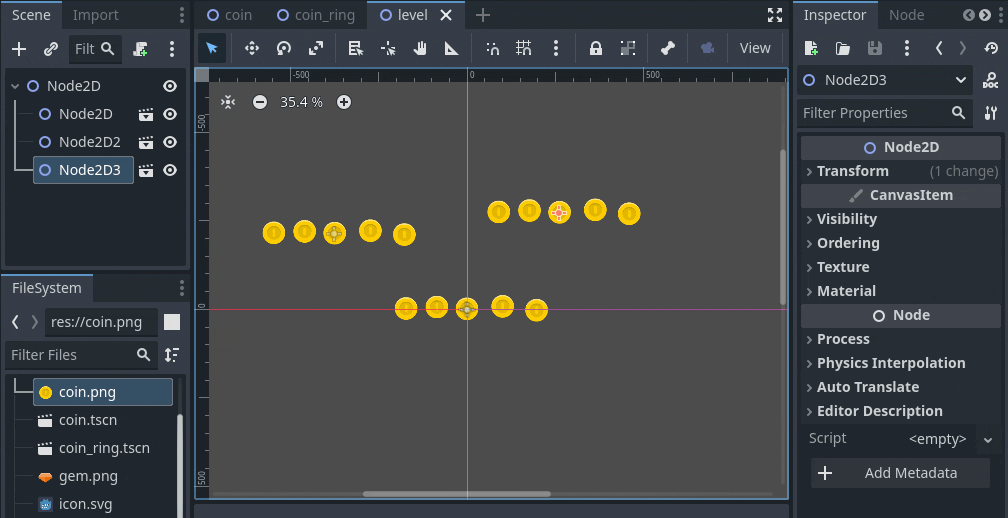 Scene Import
Filt
Node2D
Node2D
Node2D2
Node2D3
FileSystem
res://coin.png
Filter Files
coin.png
coin.tscn
coin_ring.tscn
gem.png
icon.svg
coin coin_ring level
View
-500 0 500
-500
0
500
35.4 %
Inspector Node
Node2D3
DOC
Filter Properties
Node2D
Transform (1 change)
CanvasItem
Visibility
Ordering
Texture
Material
Node
Process
Physics Interpolation
Auto Translate
Editor Description
Script <empty>
Add Metadata